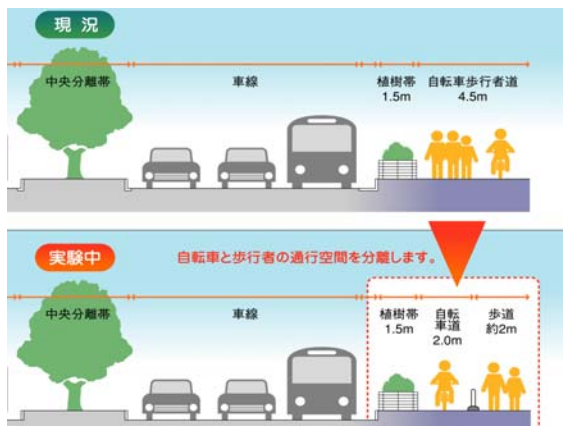 現況
中央分離帯
車線
植樹帯
1.5m
自転車歩行者道
4.5m
実験中
自転車と歩行者の通行空間を分離します。
中央分離帯
車線
植樹帯
1.5m
自転
車道
2.0m
歩道
約2m